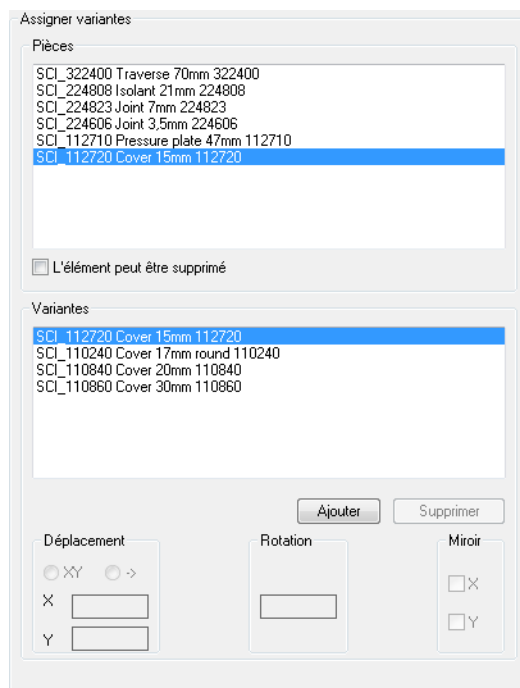 Assigner variantes
Pièces
SCI_322400 Traverse 70mm 322400
SCI_224808 Isolant 21mm 224808
SCI_224823 Joint 7mm 224823
SCI_224606 Joint 3,5mm 224606
SCI_112710 Pressure plate 47mm 112710
SCI_112720 Cover 15mm 112720
L'élément peut être supprimé
Variantes
SCI_112720 Cover 15mm 112720
SCI_110240 Cover 17mm round 110240
SCI_110840 Cover 20mm 110840
SCI_110860 Cover 30mm 110860
Ajouter Supprimer
Déplacement Rotation Miroir
XY -> X
X
Y Y